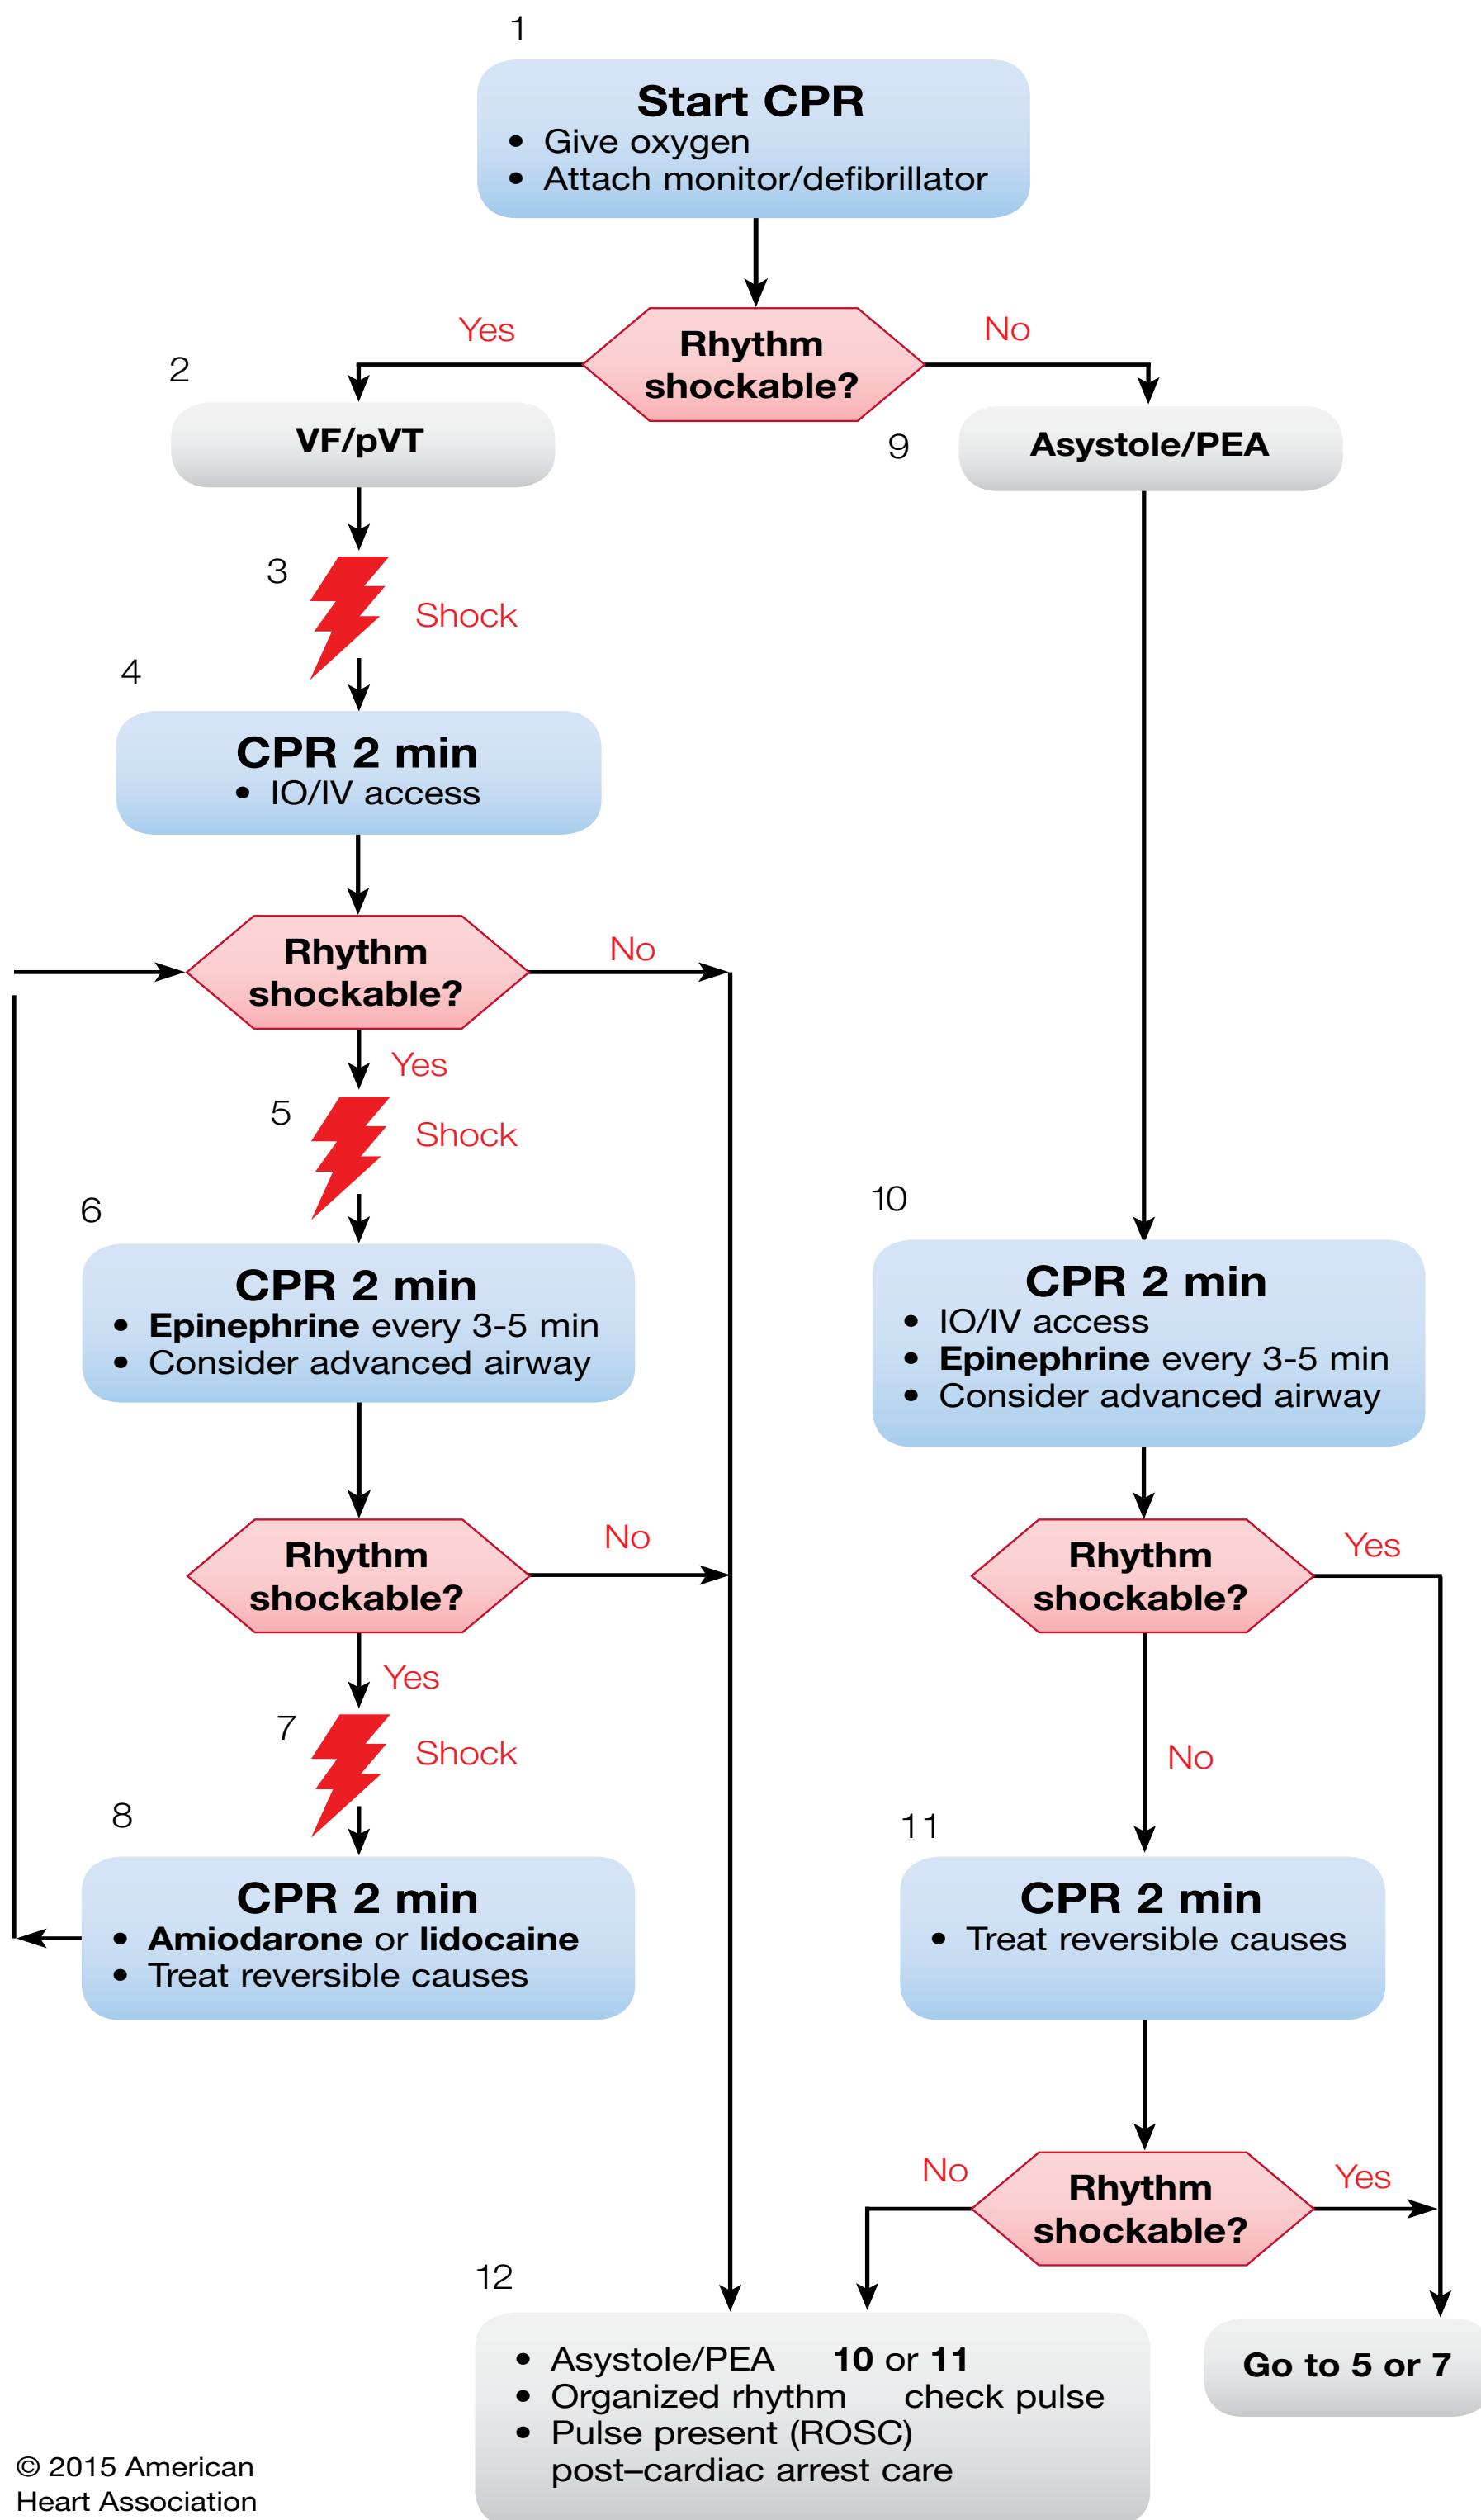 1
Start CPR
• Give oxygen
• Attach monitor/defibrillator
Rhythm
shockable?
Yes
No
2
VF/pVT
9
Asystole/PEA
3
Shock
4
CPR 2 min
• IO/IV access
Rhythm
shockable?
No
Yes
5
Shock
6
CPR 2 min
• Epinephrine every 3-5 min
• Consider advanced airway
10
CPR 2 min
• IO/IV access
• Epinephrine every 3-5 min
• Consider advanced airway
Rhythm
shockable?
No
Yes
Rhythm
shockable?
Yes
No
7
Shock
8
CPR 2 min
• Amiodarone or lidocaine
• Treat reversible causes
11
CPR 2 min
• Treat reversible causes
No
Rhythm
shockable?
Yes
12
• Asystole/PEA 10 or 11
• Organized rhythm check pulse
• Pulse present (ROSC)
post–cardiac arrest care
Go to 5 or 7
© 2015 American
Heart Association